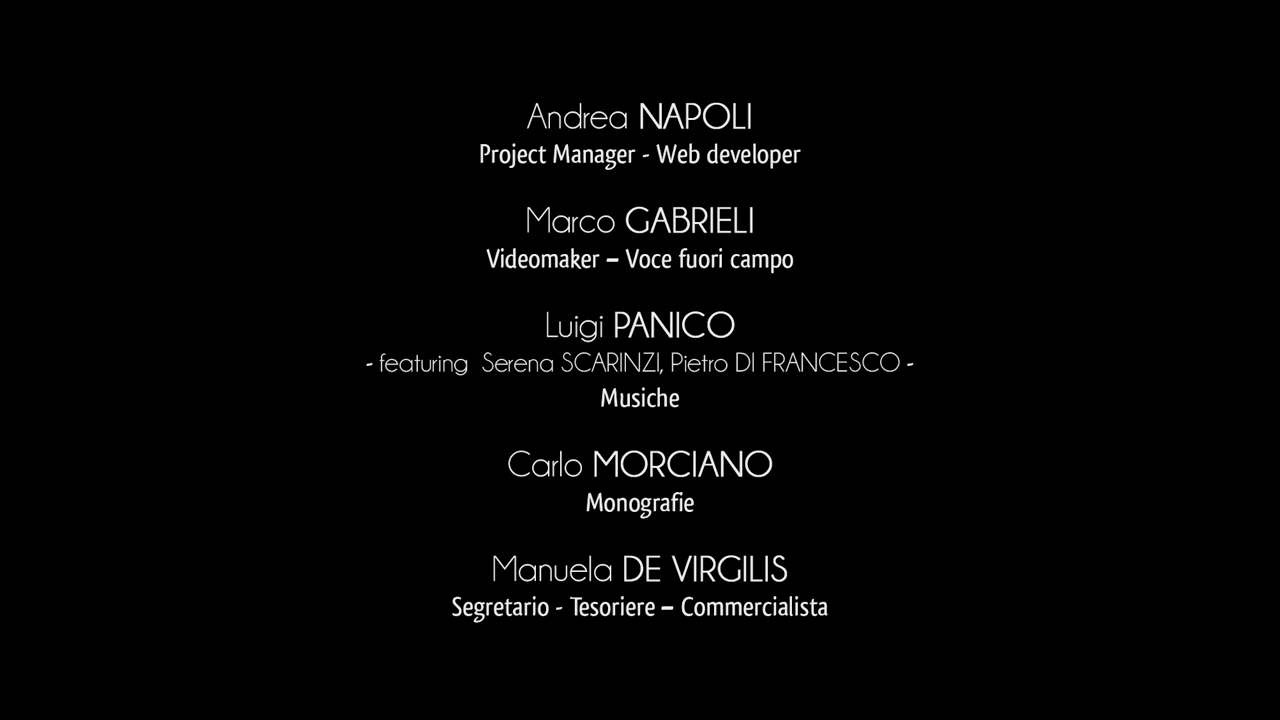 Andrea NAPOLI
Project Manager - Web developer
Marco GABRIELI
Videomaker – Voce fuori campo
Luigi PANICO
- featuring Serena SCARINZI, Pietro DI FRANCESCO -
Musiche
Carlo MORCIANO
Monografie
Manuela DE VIRGILIS
Segretario - Tesoriere – Commercialista